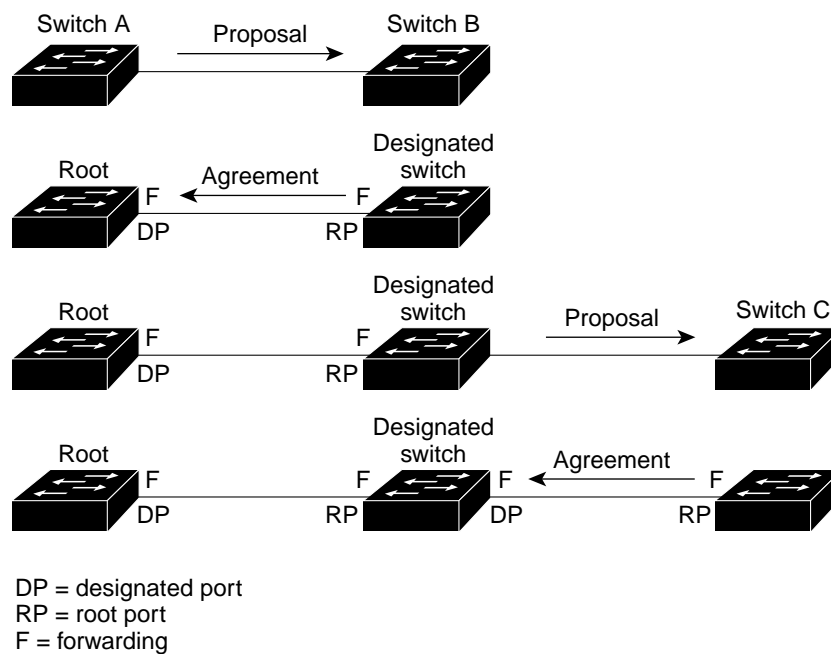 Switch A
Proposal
Switch B
Root
F
Agreement
F
Designated
switch
DP
RP
Root
F
F
Designated
switch
Proposal
Switch C
DP
RP
Root
F
F
Designated
switch
F
Agreement
F
DP
RP
DP
RP
DP = designated port
RP = root port
F = forwarding